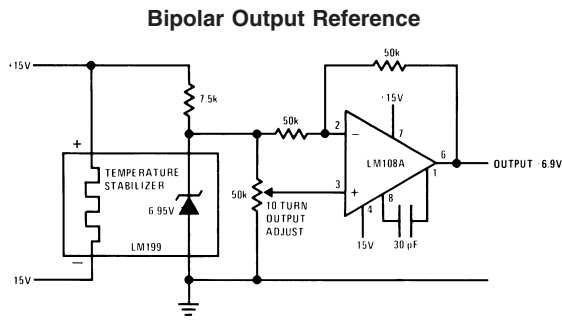 Bipolar Output Reference
+15V
7.5k
50k
50k
+15V
2
7
6
LM108A
OUTPUT 6.9V
3
1
8
4
15V
30 pF
50k
10 TURN
OUTPUT
ADJUST
+
TEMPERATURE
STABILIZER
6.95V
LM199
−
15V
−
+